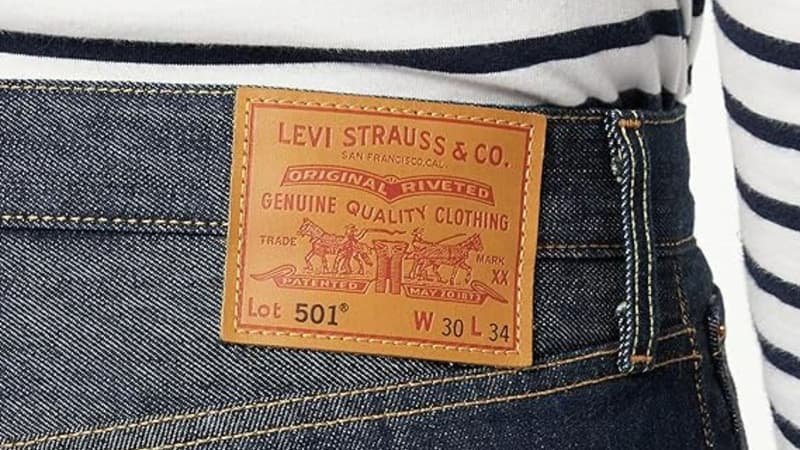 LEVI STRAUSS & CO.
SAN FRANCISCO, CAL.
ORIGINAL RIVETED
GENUINE QUALITY CLOTHING
TRADE MARK
XX
PATENTED MAY 20 1873
Lot 501® W 30 L 34